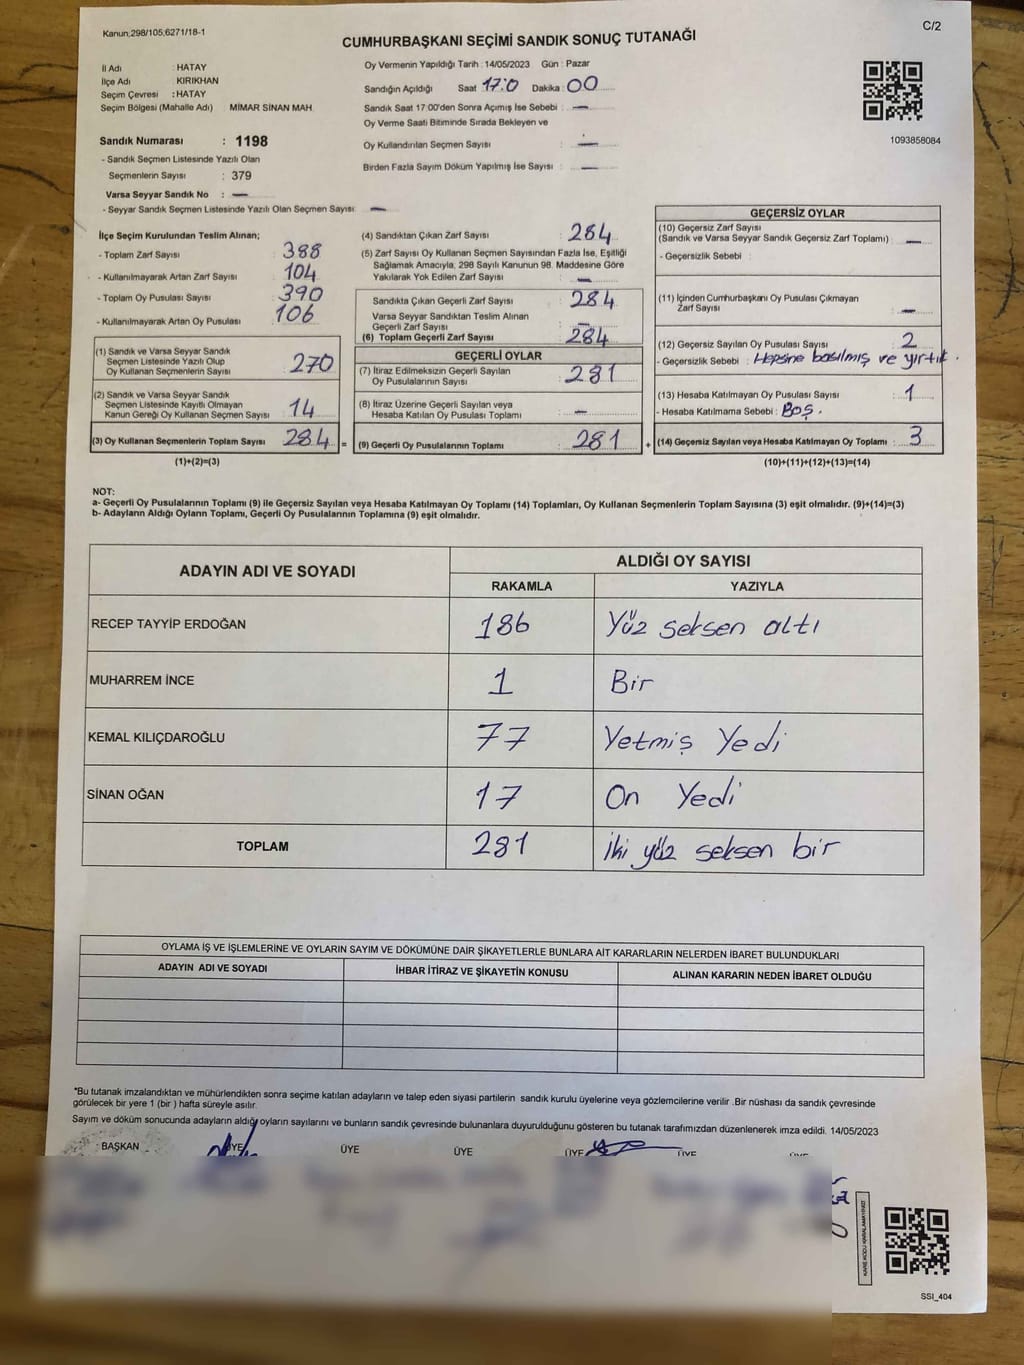 Kanun;298/105;6271/18-1
C/2
CUMHURBAŞKANI SEÇİMİ SANDIK SONUÇ TUTANAĞI
İl Adı : HATAY
İlçe Adı : KIRIKHAN
Seçim Çevresi : HATAY
Seçim Bölgesi (Mahalle Adı) MİMAR SİNAN MAH.
Sandık Numarası : 1198
- Sandık Seçmen Listesinde Yazılı Olan
Seçmenlerin Sayısı : 379
Varsa Seyyar Sandık No : —
- Seyyar Sandık Seçmen Listesinde Yazılı Olan Seçmen Sayısı —
Oy Vermenin Yapıldığı Tarih : 14/05/2023 Gün : Pazar
Sandığın Açıldığı Saat 17:0 Dakika : 00
Sandık Saat 17:00'den Sonra Açımış İse Sebebi : —
Oy Verme Saati Bitiminde Sırada Bekleyen ve
Oy Kullandırılan Seçmen Sayısı : —
Birden Fazla Sayım Döküm Yapılmış İse Sayısı : —
1093858084
İlçe Seçim Kurulundan Teslim Alınan;
- Toplam Zarf Sayısı : 388
- Kullanılmayarak Artan Zarf Sayısı : 104
- Toplam Oy Pusulası Sayısı : 390
- Kullanılmayarak Artan Oy Pusulası : 106
(1) Sandık ve Varsa Seyyar Sandık
Seçmen Listesinde Yazılı Olup
Oy Kullanan Seçmenlerin Sayısı : 270
(2) Sandık ve Varsa Seyyar Sandık
Seçmen Listesinde Kayıtlı Olmayan
Kanun Gereği Oy Kullanan Seçmen Sayısı : 14
(3) Oy Kullanan Seçmenlerin Toplam Sayısı : 284 =
(1)+(2)=(3)
(4) Sandıktan Çıkan Zarf Sayısı : 284
(5) Zarf Sayısı Oy Kullanan Seçmen Sayısından Fazla İse, Eşitliği
Sağlamak Amacıyla, 298 Sayılı Kanunun 98. Maddesine Göre
Yakılarak Yok Edilen Zarf Sayısı : —
Sandıkta Çıkan Geçerli Zarf Sayısı : 284
Varsa Seyyar Sandıktan Teslim Alınan
Geçerli Zarf Sayısı : —
(6) Toplam Geçerli Zarf Sayısı : 284
GEÇERLİ OYLAR
(7) İtiraz Edilmeksizin Geçerli Sayılan
Oy Pusulalarının Sayısı : 281
(8) İtiraz Üzerine Geçerli Sayılan veya
Hesaba Katılan Oy Pusulası Toplamı : —
(9) Geçerli Oy Pusulalarının Toplamı : 281 +
GEÇERSİZ OYLAR
(10) Geçersiz Zarf Sayısı
(Sandık ve Varsa Seyyar Sandık Geçersiz Zarf Toplamı) : —
- Geçersizlik Sebebi :
(11) İçinden Cumhurbaşkanı Oy Pusulası Çıkmayan
Zarf Sayısı : —
(12) Geçersiz Sayılan Oy Pusulası Sayısı : 2
- Geçersizlik Sebebi : Hepsine basılmış ve yırtık.
(13) Hesaba Katılmayan Oy Pusulası Sayısı : 1
- Hesaba Katılmama Sebebi : Boş.
(14) Geçersiz Sayılan veya Hesaba Katılmayan Oy Toplamı : 3
(10)+(11)+(12)+(13)=(14)
NOT:
a- Geçerli Oy Pusulalarının Toplamı (9) ile Geçersiz Sayılan veya Hesaba Katılmayan Oy Toplamı (14) Toplamları, Oy Kullanan Seçmenlerin Toplam Sayısına (3) eşit olmalıdır. (9)+(14)=(3)
b- Adayların Aldığı Oyların Toplamı, Geçerli Oy Pusulalarının Toplamına (9) eşit olmalıdır.
ADAYIN ADI VE SOYADI
ALDIĞI OY SAYISI
RAKAMLA YAZIYLA
RECEP TAYYİP ERDOĞAN 186 Yüz seksen altı
MUHARREM İNCE 1 Bir
KEMAL KILIÇDAROĞLU 77 Yetmiş Yedi
SİNAN OĞAN 17 On Yedi
TOPLAM 281 İki yüz seksen bir
OYLAMA İŞ VE İŞLEMLERİNE VE OYLARIN SAYIM VE DÖKÜMÜNE DAİR ŞİKAYETLERLE BUNLARA AİT KARARLARIN NELERDEN İBARET BULUNDUKLARI
ADAYIN ADI VE SOYADI İHBAR İTİRAZ VE ŞİKAYETİN KONUSU ALINAN KARARIN NEDEN İBARET OLDUĞU
*Bu tutanak imzalandıktan ve mühürlendikten sonra seçime katılan adayların ve talep eden siyasi partilerin sandık kurulu üyelerine veya gözlemcilerine verilir .Bir nüshası da sandık çevresinde
görülecek bir yere 1 (bir ) hafta süreyle asılır.
Sayım ve döküm sonucunda adayların aldığı oyların sayılarını ve bunların sandık çevresinde bulunanlara duyurulduğunu gösteren bu tutanak tarafımızdan düzenlenerek imza edildi. 14/05/2023
BAŞKAN ÜYE ÜYE ÜYE ÜYE ÜYE
KARE KODU KARALAMAYINIZ!
SSI_404